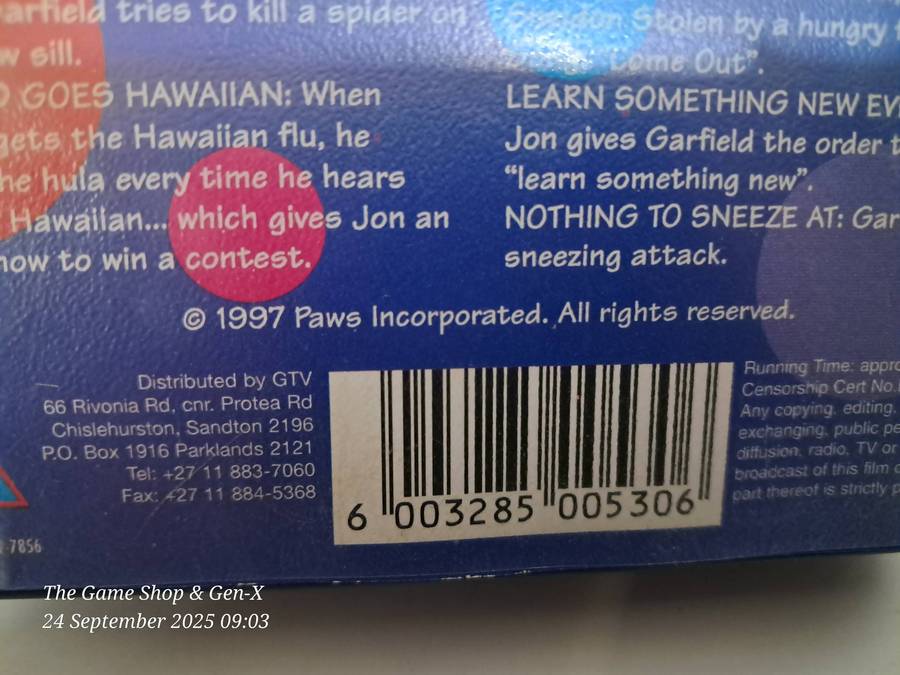 arfield tries to kill a spider on
w sill.
GOES HAWAIIAN: When
gets the Hawaiian flu, he
he hula every time he hears
Hawaiian... which gives Jon an
how to win a contest.
Stolen by a hungry
Come Out".
LEARN SOMETHING NEW EV
Jon gives Garfield the order t
"learn something new".
NOTHING TO SNEEZE AT: Gar
sneezing attack.
© 1997 Paws Incorporated. All rights reserved.
Distributed by GTV
66 Rivonia Rd, cnr. Protea Rd
Chislehurston, Sandton 2196
P.O. Box 1916 Parklands 2121
Tel: +27 11 883-7060
Fax: +27 11 884-5368
6 003285 005306
Running Time: appro
Censorship Cert No.
Any copying, editing,
exchanging, public pe
diffusion, radio, TV or
broadcast of this film o
part thereof is strictly p
-7856
The Game Shop & Gen-X
24 September 2025 09:03